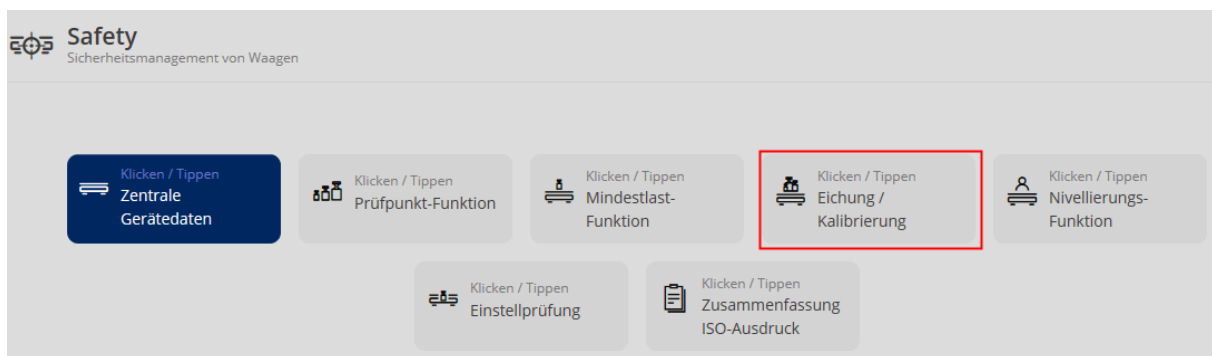 Safety
Sicherheitsmanagement von Waagen
Klicken / Tippen
Zentrale
Gerätedaten
Klicken / Tippen
Prüfpunkt-Funktion
Klicken / Tippen
Mindestlast-
Funktion
Klicken / Tippen
Eichung /
Kalibrierung
Klicken / Tippen
Nivellierungs-
Funktion
Klicken / Tippen
Einstellprüfung
Klicken / Tippen
Zusammenfassung
ISO-Ausdruck